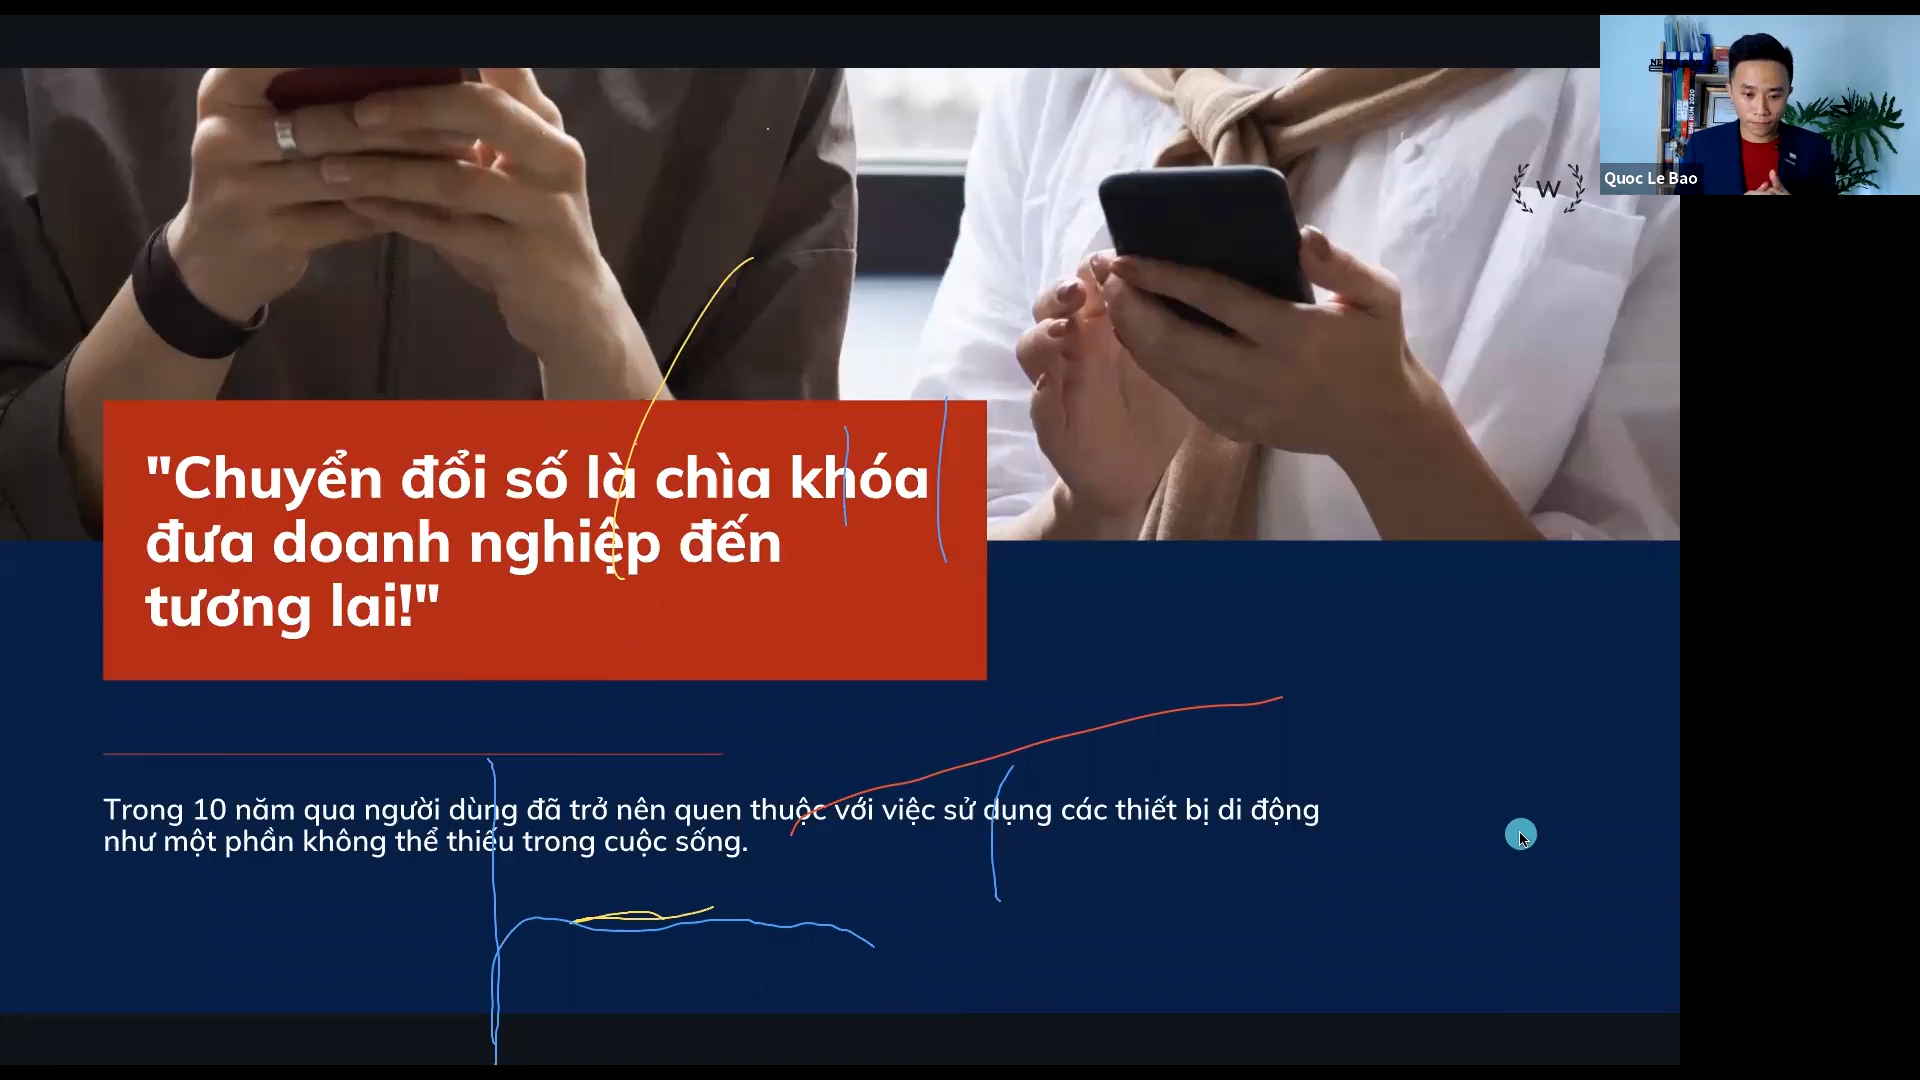 W
Quoc Le Bao
"Chuyển đổi số là chìa khóa
đưa doanh nghiệp đến
tương lai!"
Trong 10 năm qua người dùng đã trở nên quen thuộc với việc sử dụng các thiết bị di động
như một phần không thể thiếu trong cuộc sống.